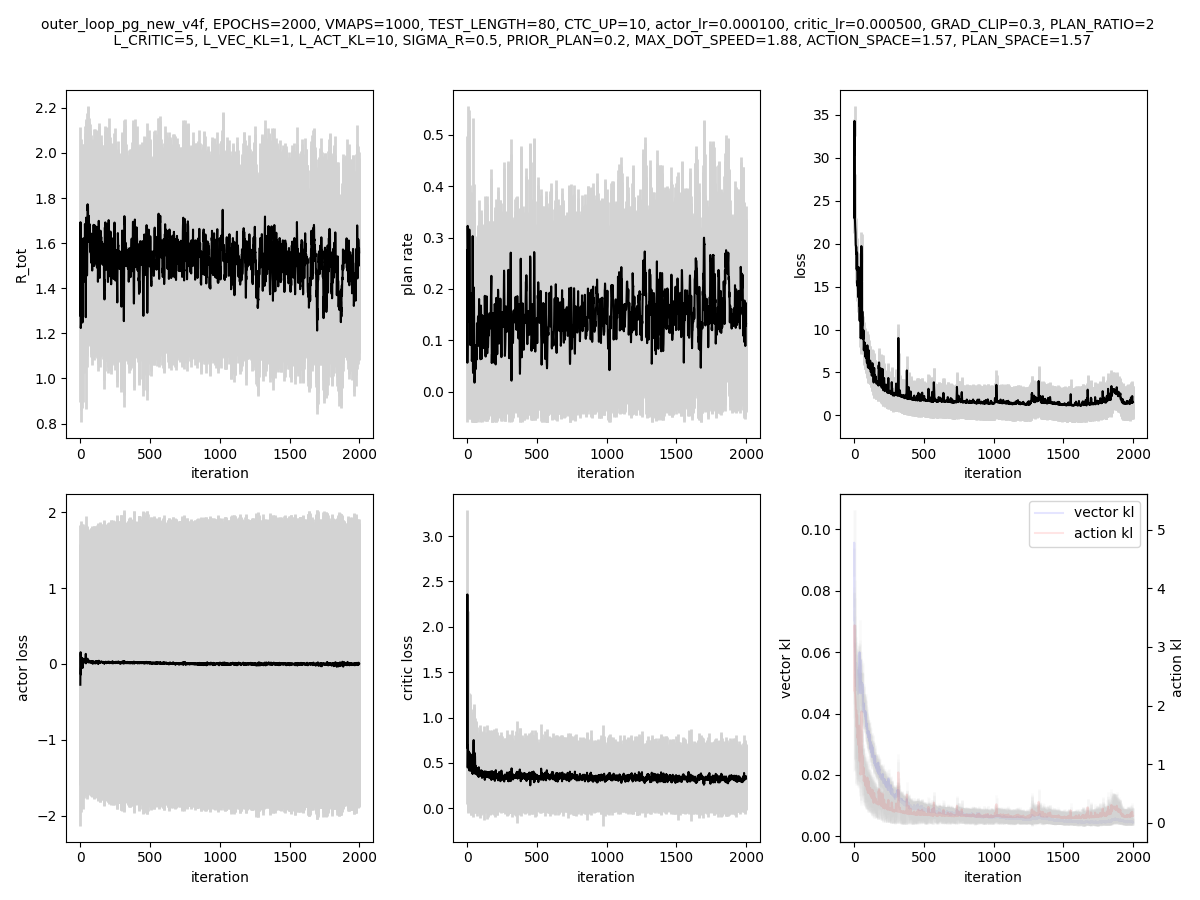 outer_loop_pg_new_v4f, EPOCHS=2000, VMAPS=1000, TEST_LENGTH=80, CTC_UP=10, actor_lr=0.000100, critic_lr=0.000500, GRAD_CLIP=0.3, PLAN_RATIO=2
L_CRITIC=5, L_VEC_KL=1, L_ACT_KL=10, SIGMA_R=0.5, PRIOR_PLAN=0.2, MAX_DOT_SPEED=1.88, ACTION_SPACE=1.57, PLAN_SPACE=1.57
R_tot
2.2
2.0
1.8
1.6
1.4
1.2
1.0
0.8
0 500 1000 1500 2000
iteration
plan rate
0.5
0.4
0.3
0.2
0.1
0.0
0 500 1000 1500 2000
iteration
loss
35
30
25
20
15
10
5
0
0 500 1000 1500 2000
iteration
actor loss
2
1
0
−1
−2
0 500 1000 1500 2000
iteration
critic loss
3.0
2.5
2.0
1.5
1.0
0.5
0.0
0 500 1000 1500 2000
iteration
vector kl
0.10
0.08
0.06
0.04
0.02
0.00
vector kl
action kl
5
4
3
2
1
0
action kl
0 500 1000 1500 2000
iteration